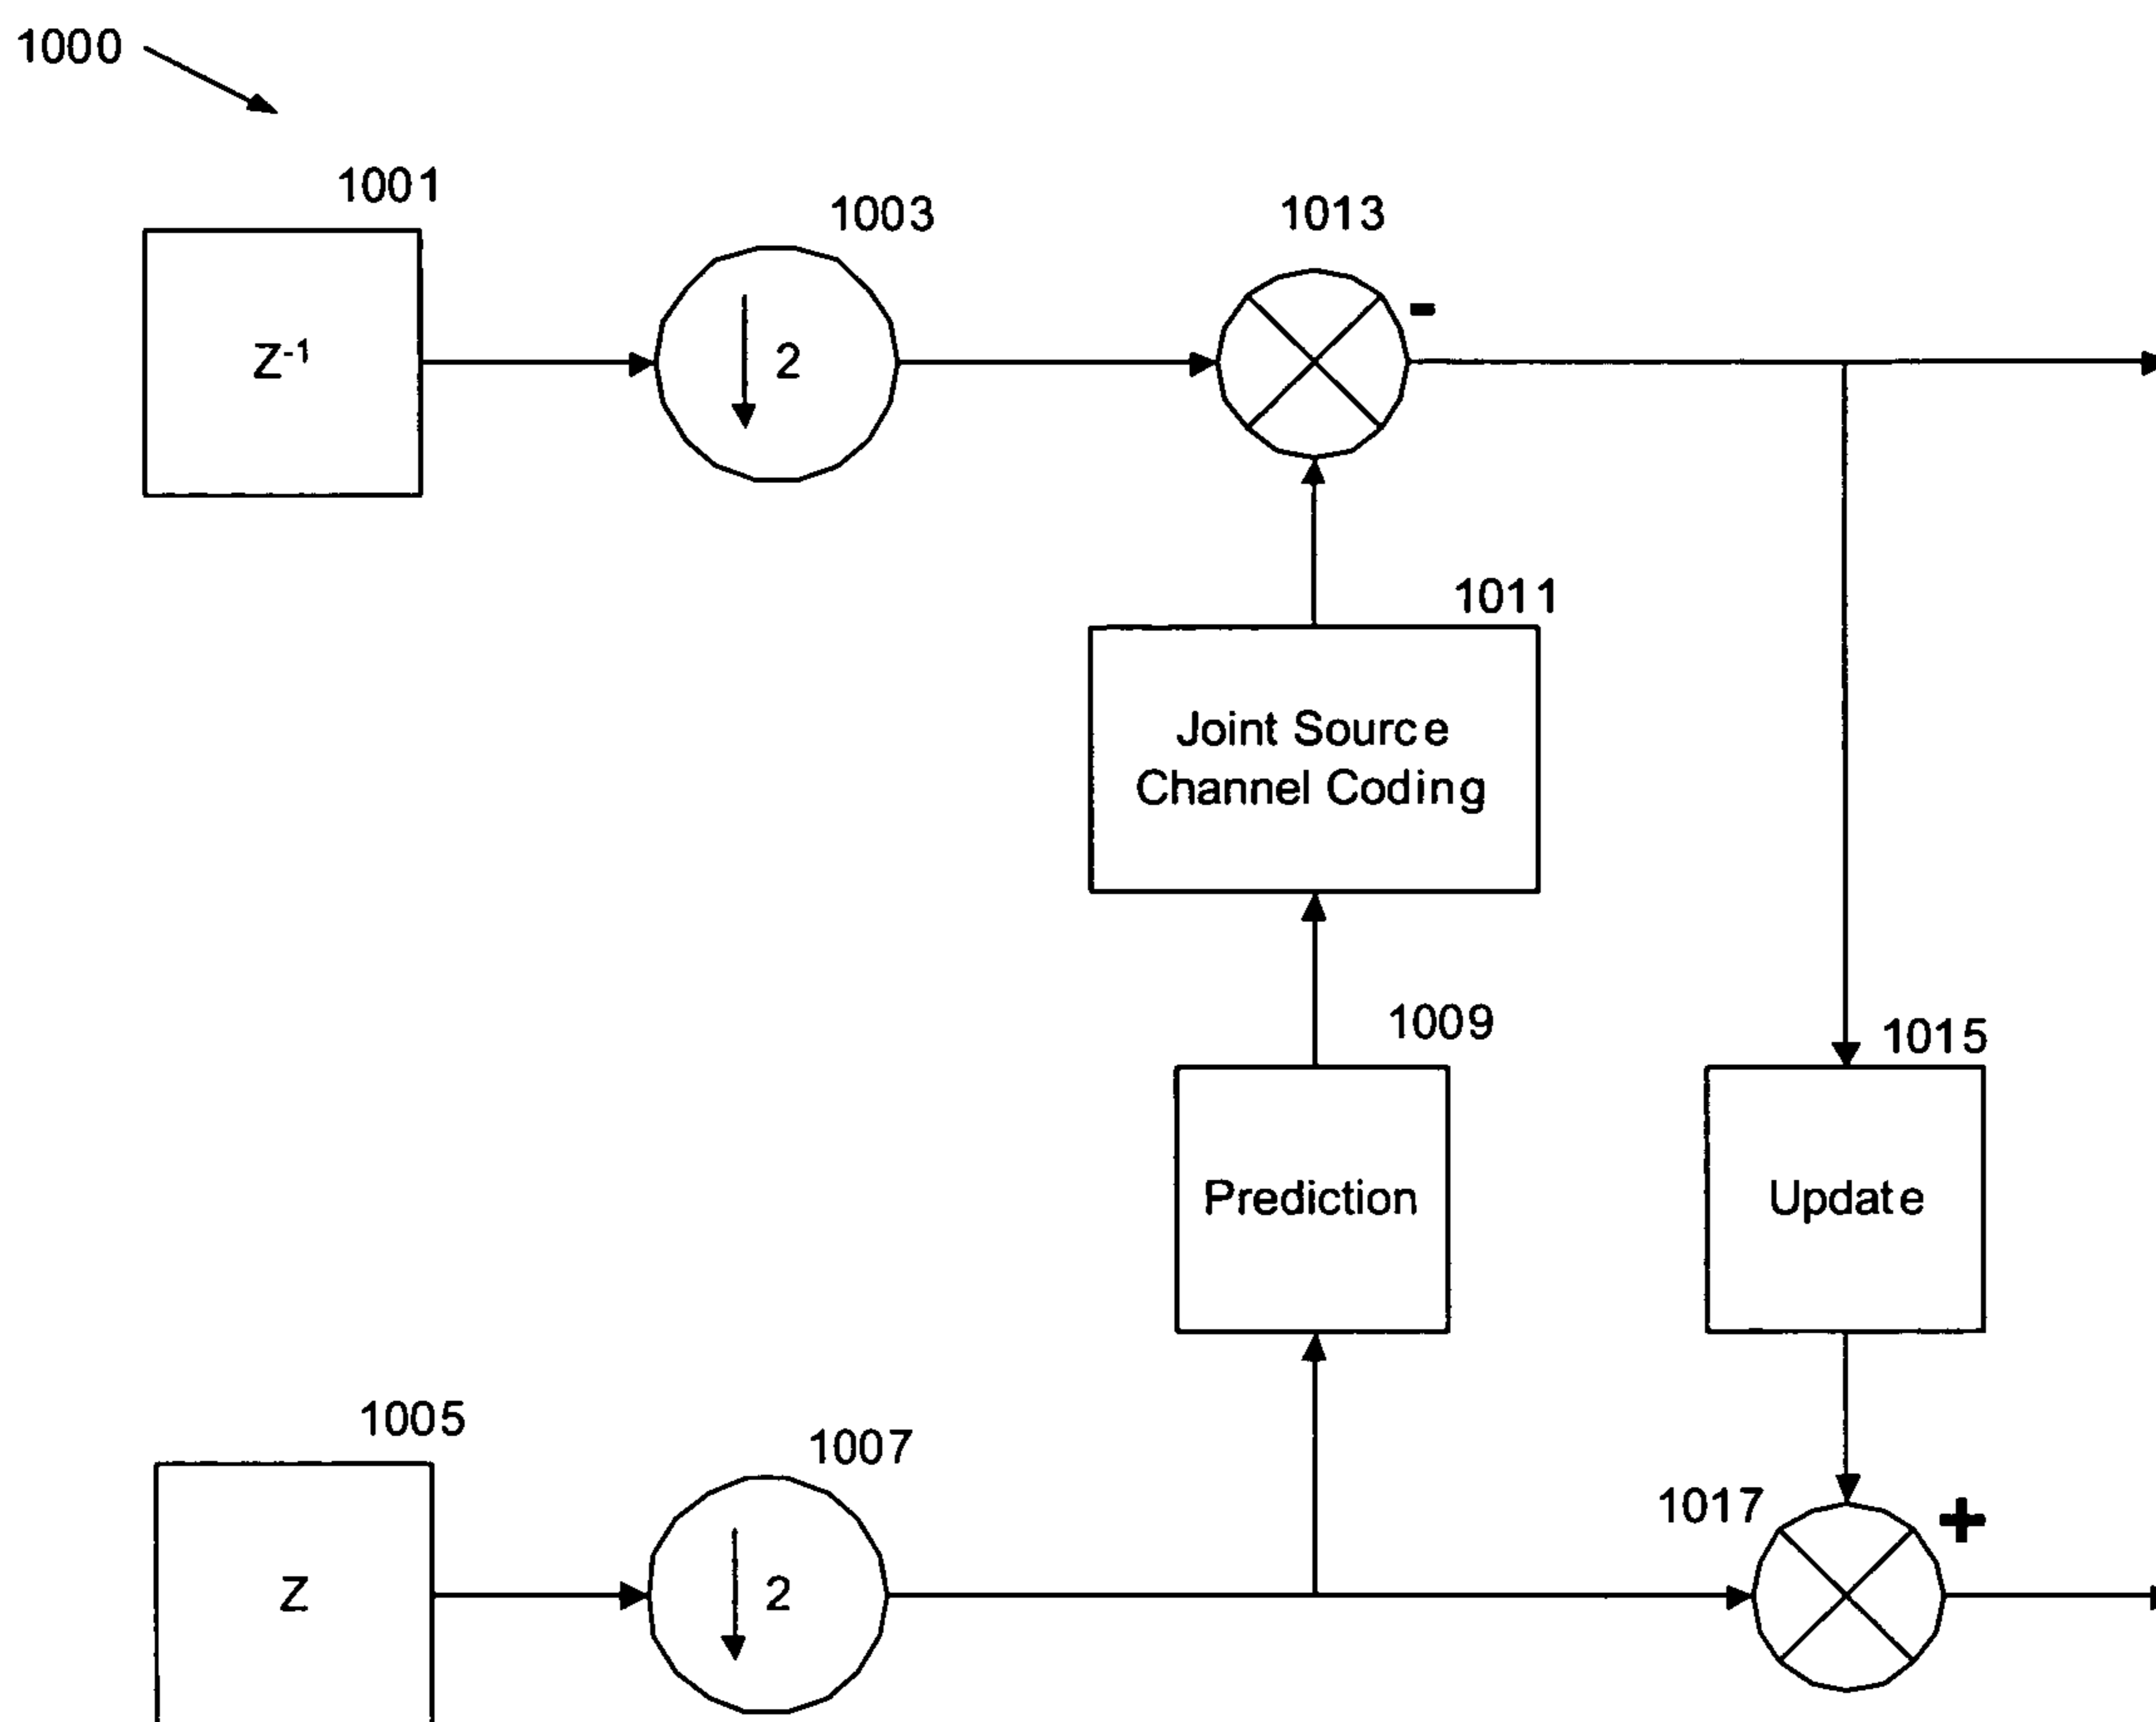 1000
1001
1003
1013
-
Z-1
2
1011
Joint Source
Channel Coding
1009
1015
Prediction
Update
1005
1007
1017
+
Z
2